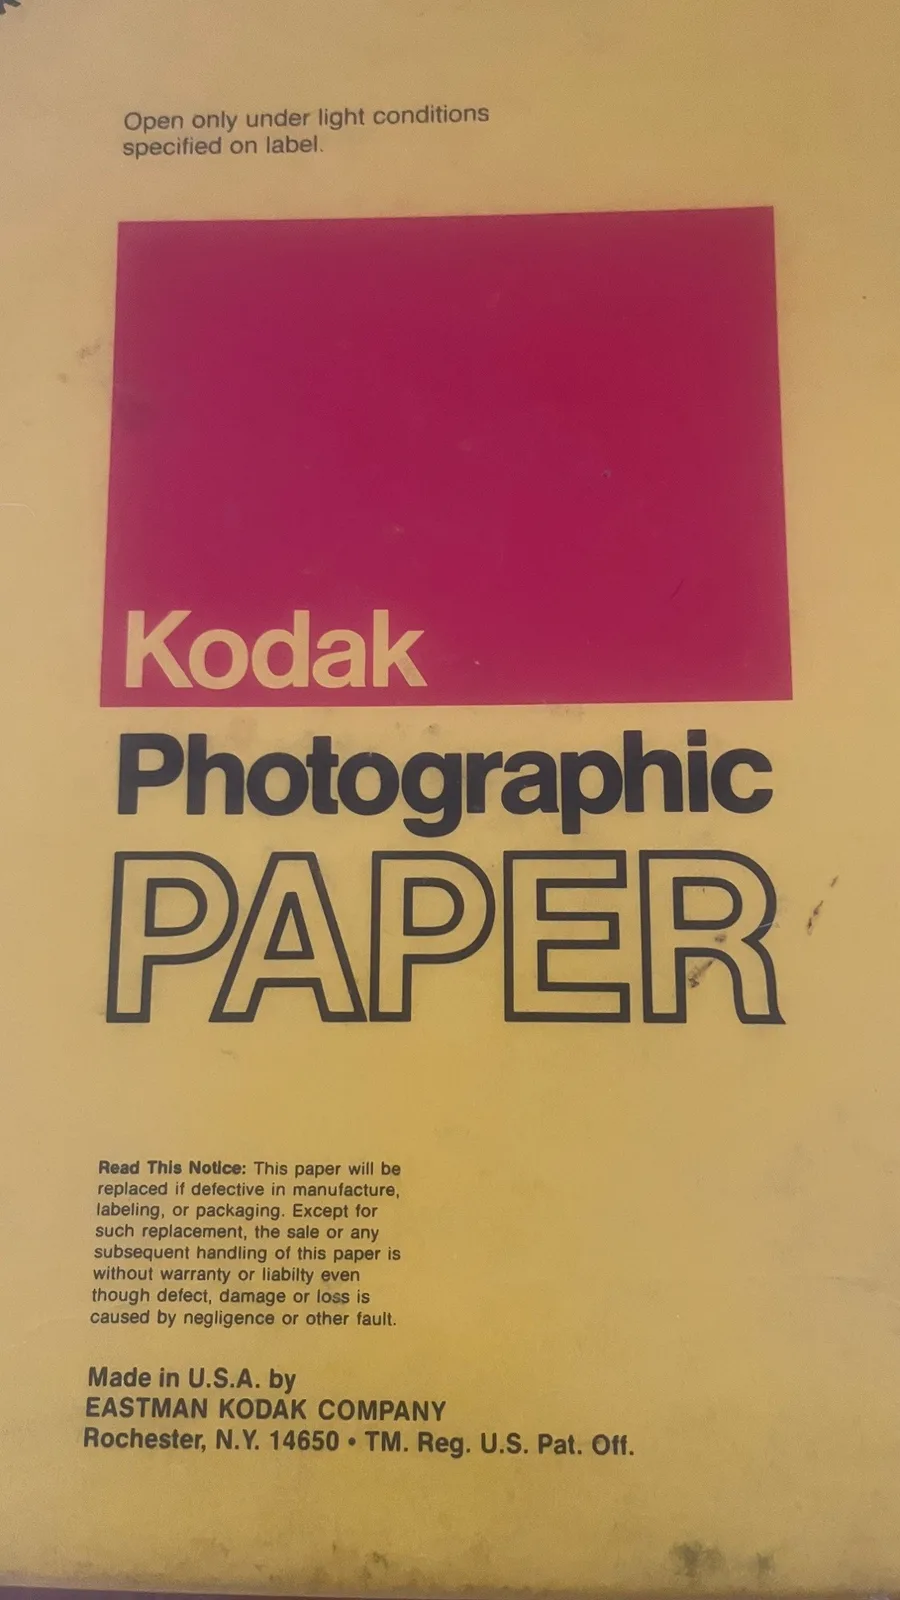 Open only under light conditions
specified on label.
Kodak
Photographic
PAPER
Read This Notice: This paper will be
replaced if defective in manufacture,
labeling, or packaging. Except for
such replacement, the sale or any
subsequent handling of this paper is
without warranty or liabilty even
though defect, damage or loss is
caused by negligence or other fault.
Made in U.S.A. by
EASTMAN KODAK COMPANY
Rochester, N.Y. 14650 • TM. Reg. U.S. Pat. Off.